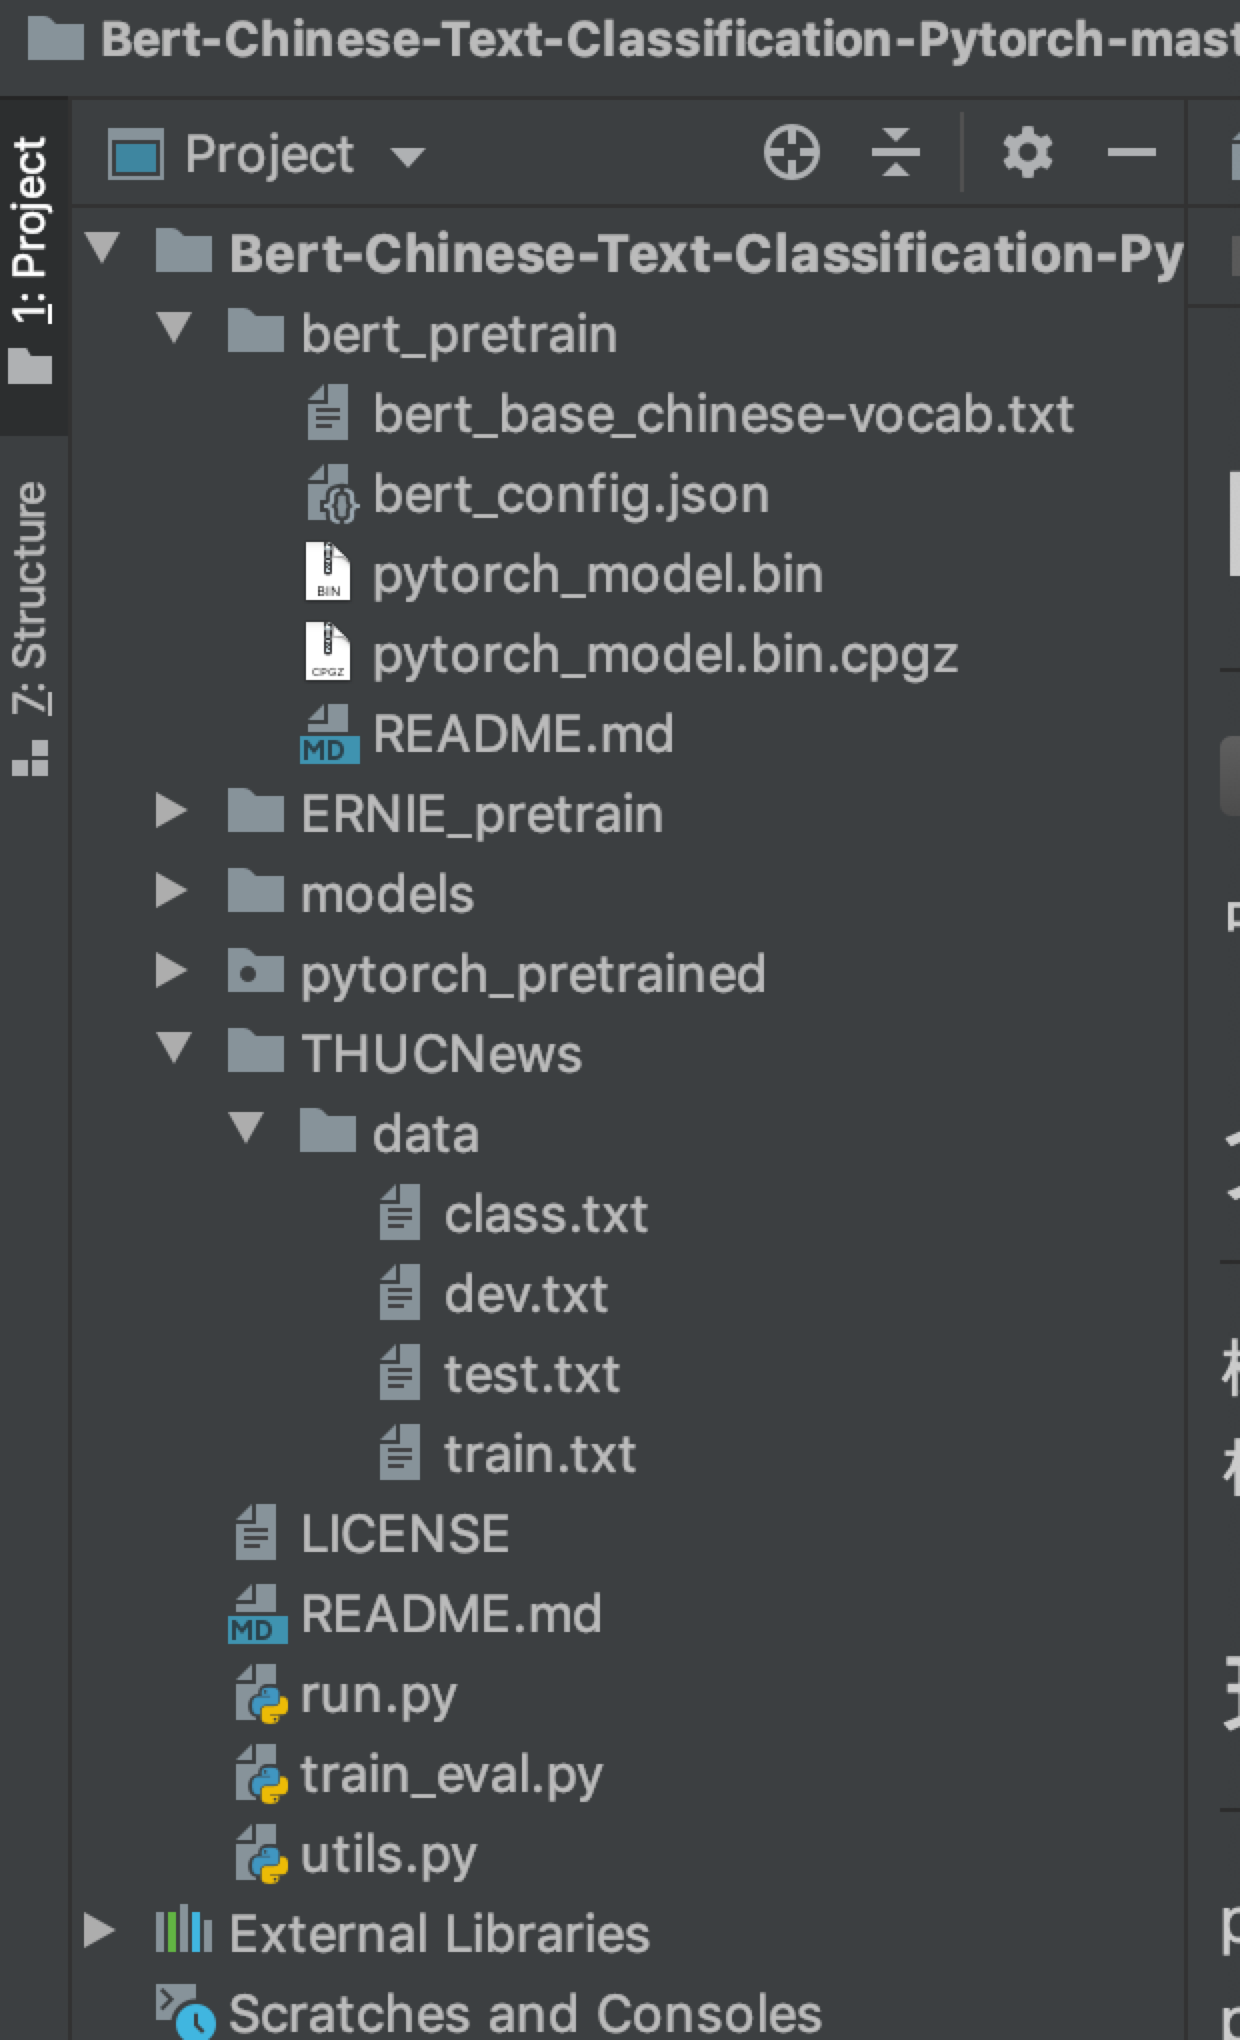 Bert-Chinese-Text-Classification-Pytorch-mast
1: Project
7: Structure
Project
Bert-Chinese-Text-Classification-Py
bert_pretrain
bert_base_chinese-vocab.txt
bert_config.json
BIN pytorch_model.bin
CPGZ pytorch_model.bin.cpgz
MD README.md
ERNIE_pretrain
models
pytorch_pretrained
THUCNews
data
class.txt
dev.txt
test.txt
train.txt
LICENSE
MD README.md
run.py
train_eval.py
utils.py
External Libraries
Scratches and Consoles